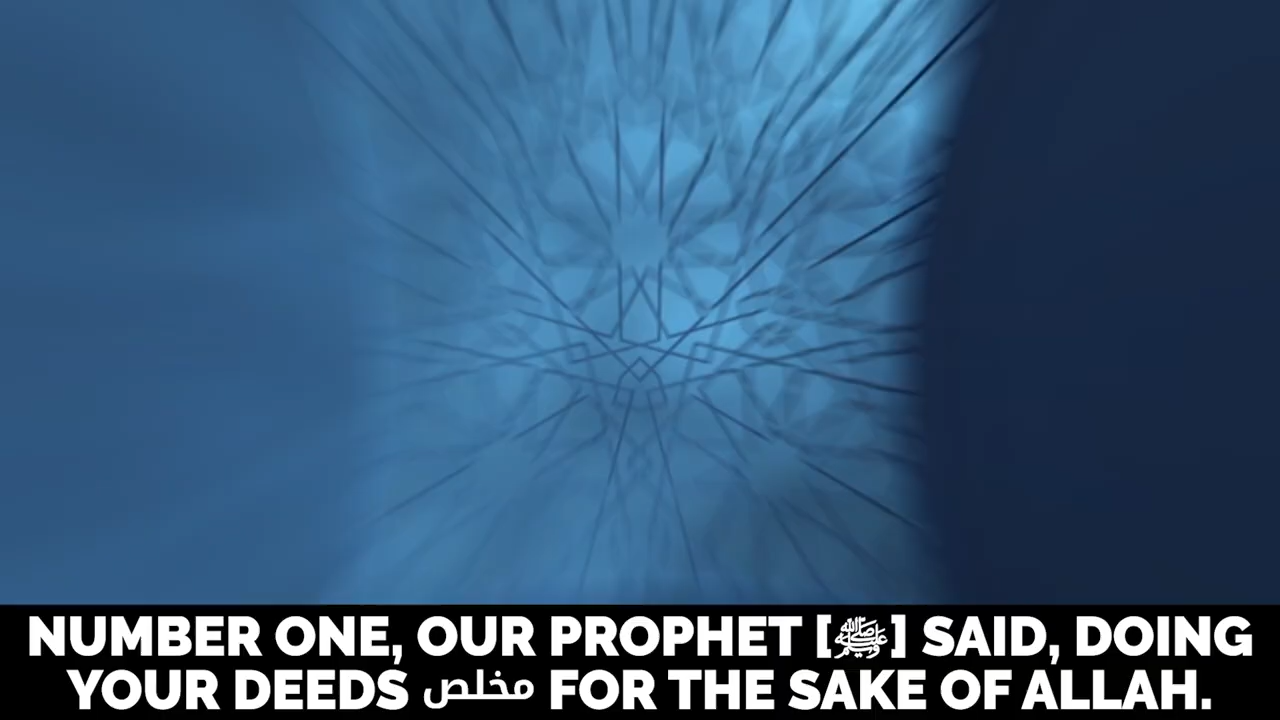 NUMBER ONE, OUR PROPHET [ﷺ] SAID, DOING
YOUR DEEDS مخلص FOR THE SAKE OF ALLAH.